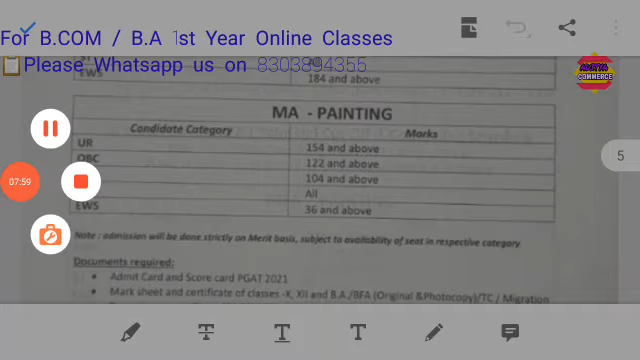 For B.COM / B.A 1st Year Online Classes
Please Whatsapp us on 8303894355
All
EWS 184 and above
ADITYA
COMMERCE
MA - PAINTING
Candidate Category Marks
UR 154 and above
OBC 122 and above
104 and above
All
EWS 36 and above
5
07:59
Note : admission will be done strictly on Merit basis, subject to availability of seat in respective category
Documents required:
• Admit Card and Score card PGAT 2021
• Mark sheet and certificate of classes -X, XII and B.A./BFA (Original &Photocopy)/TC / Migration